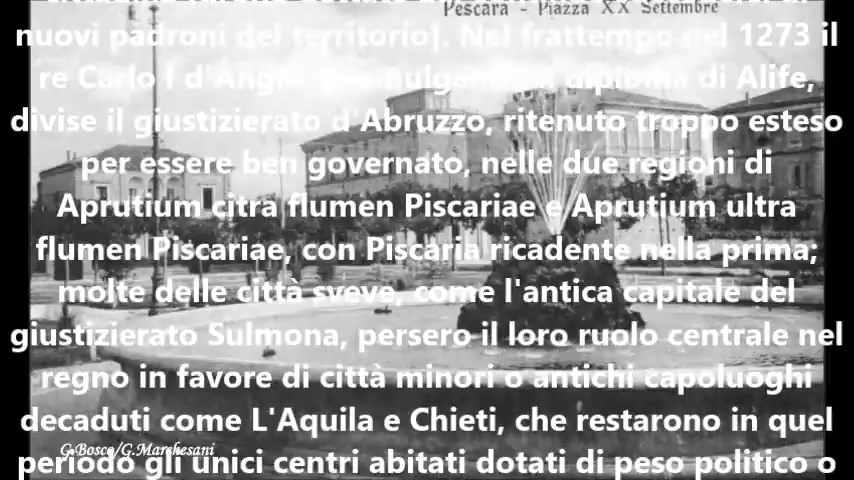 Pescara - Piazza XX Settembre
nuovi padroni del territorio]. Nel frattempo nel 1273 il
re Carlo I d'Angiò, diploma di Alife,
divise il giustizierato d'Abruzzo, ritenuto troppo esteso
per essere ben governato, nelle due regioni di
Aprutium citra flumen Piscariae e Aprutium ultra
flumen Piscariae, con Piscaria ricadente nella prima;
molte delle città sveve, come l'antica capitale del
giustizierato Sulmona, persero il loro ruolo centrale nel
regno in favore di città minori o antichi capoluoghi
decaduti come L'Aquila e Chieti, che restarono in quel
G.Bosco/G.Marchesani
periodo gli unici centri abitati dotati di peso politico o